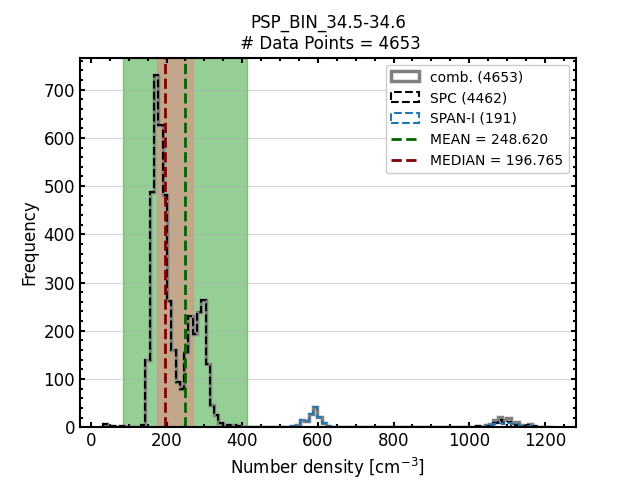 PSP_BIN_34.5-34.6
# Data Points = 4653
comb. (4653)
SPC (4462)
SPAN-I (191)
MEAN = 248.620
MEDIAN = 196.765
Frequency
700
600
500
400
300
200
100
0
0 200 400 600 800 1000 1200
Number density [cm⁻³]